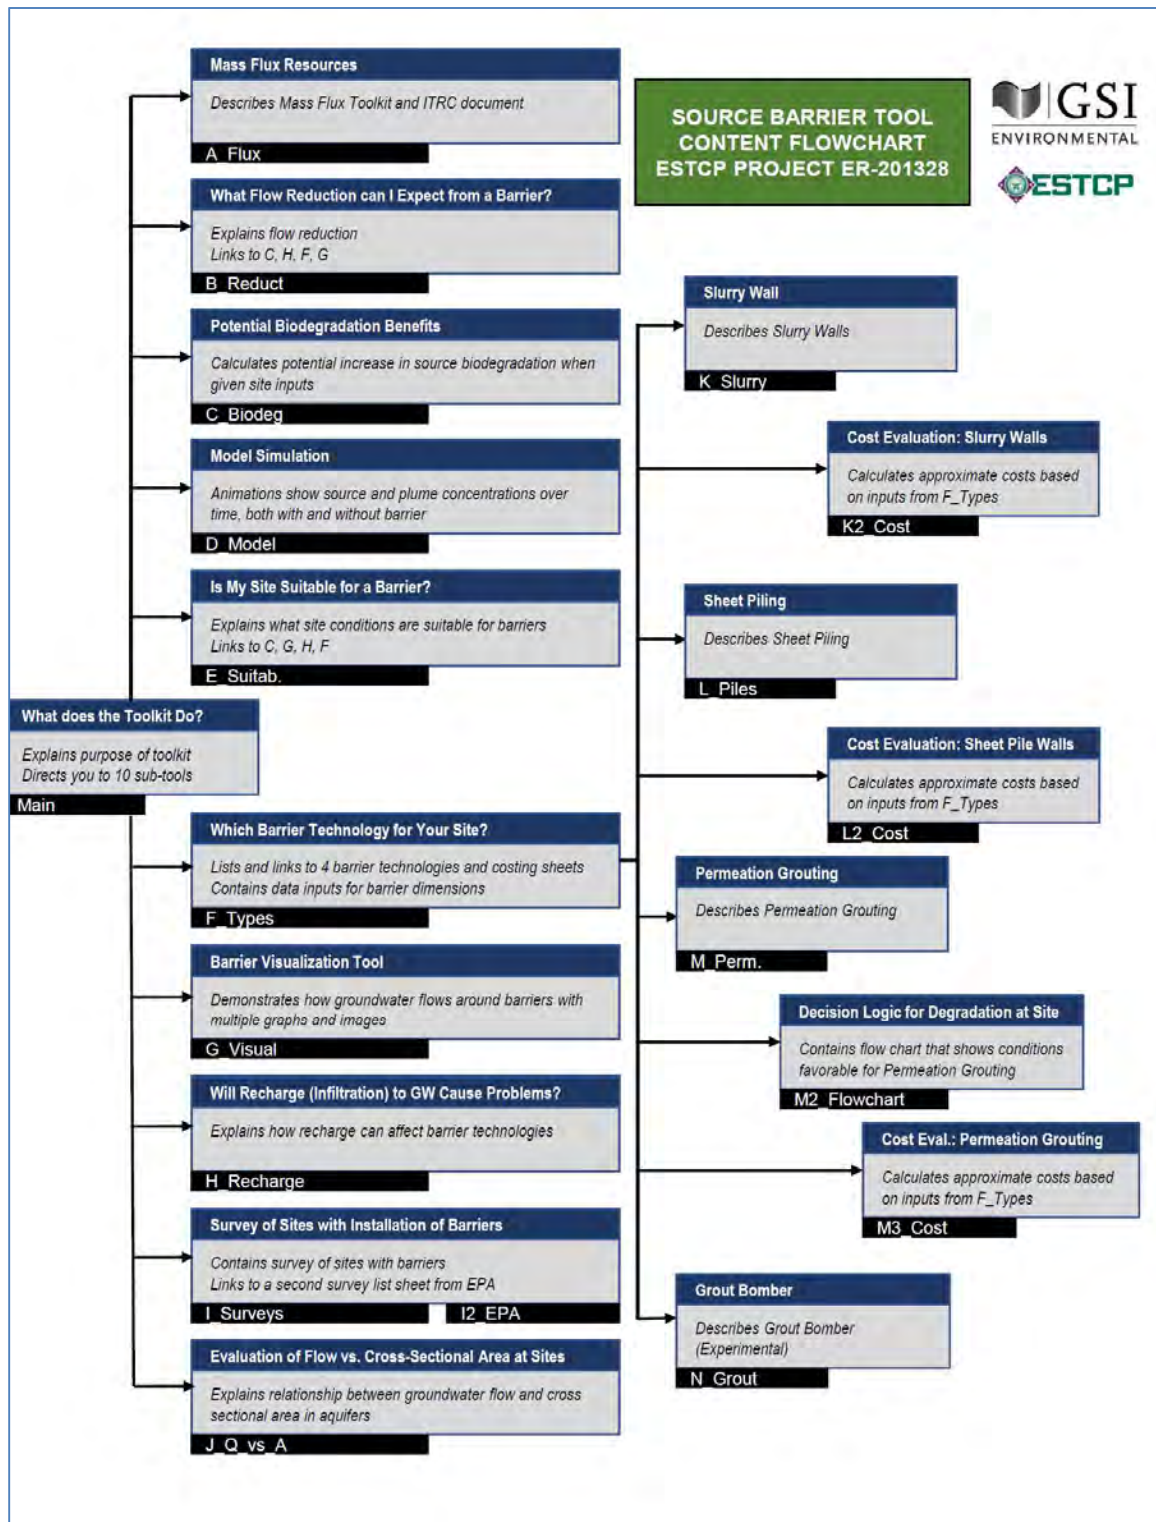 SOURCE BARRIER TOOL
CONTENT FLOWCHART
ESTCP PROJECT ER-201328
GSI
ENVIRONMENTAL
ESTCP
What does the Toolkit Do?
Explains purpose of toolkit
Directs you to 10 sub-tools
Main
Mass Flux Resources
Describes Mass Flux Toolkit and ITRC document
A_Flux
What Flow Reduction can I Expect from a Barrier?
Explains flow reduction
Links to C, H, F, G
B_Reduct
Potential Biodegradation Benefits
Calculates potential increase in source biodegradation when
given site inputs
C_Biodeg
Model Simulation
Animations show source and plume concentrations over
time, both with and without barrier
D_Model
Is My Site Suitable for a Barrier?
Explains what site conditions are suitable for barriers
Links to C, G, H, F
E_Suitab.
Which Barrier Technology for Your Site?
Lists and links to 4 barrier technologies and costing sheets
Contains data inputs for barrier dimensions
F_Types
Barrier Visualization Tool
Demonstrates how groundwater flows around barriers with
multiple graphs and images
G_Visual
Will Recharge (Infiltration) to GW Cause Problems?
Explains how recharge can affect barrier technologies
H_Recharge
Survey of Sites with Installation of Barriers
Contains survey of sites with barriers
Links to a second survey list sheet from EPA
I_Surveys
I2_EPA
Evaluation of Flow vs. Cross-Sectional Area at Sites
Explains relationship between groundwater flow and cross
sectional area in aquifers
J_Q_vs_A
Slurry Wall
Describes Slurry Walls
K_Slurry
Cost Evaluation: Slurry Walls
Calculates approximate costs based
on inputs from F_Types
K2_Cost
Sheet Piling
Describes Sheet Piling
L_Piles
Cost Evaluation: Sheet Pile Walls
Calculates approximate costs based
on inputs from F_Types
L2_Cost
Permeation Grouting
Describes Permeation Grouting
M_Perm.
Decision Logic for Degradation at Site
Contains flow chart that shows conditions
favorable for Permeation Grouting
M2_Flowchart
Cost Eval.: Permeation Grouting
Calculates approximate costs based
on inputs from F_Types
M3_Cost
Grout Bomber
Describes Grout Bomber
(Experimental)
N_Grout